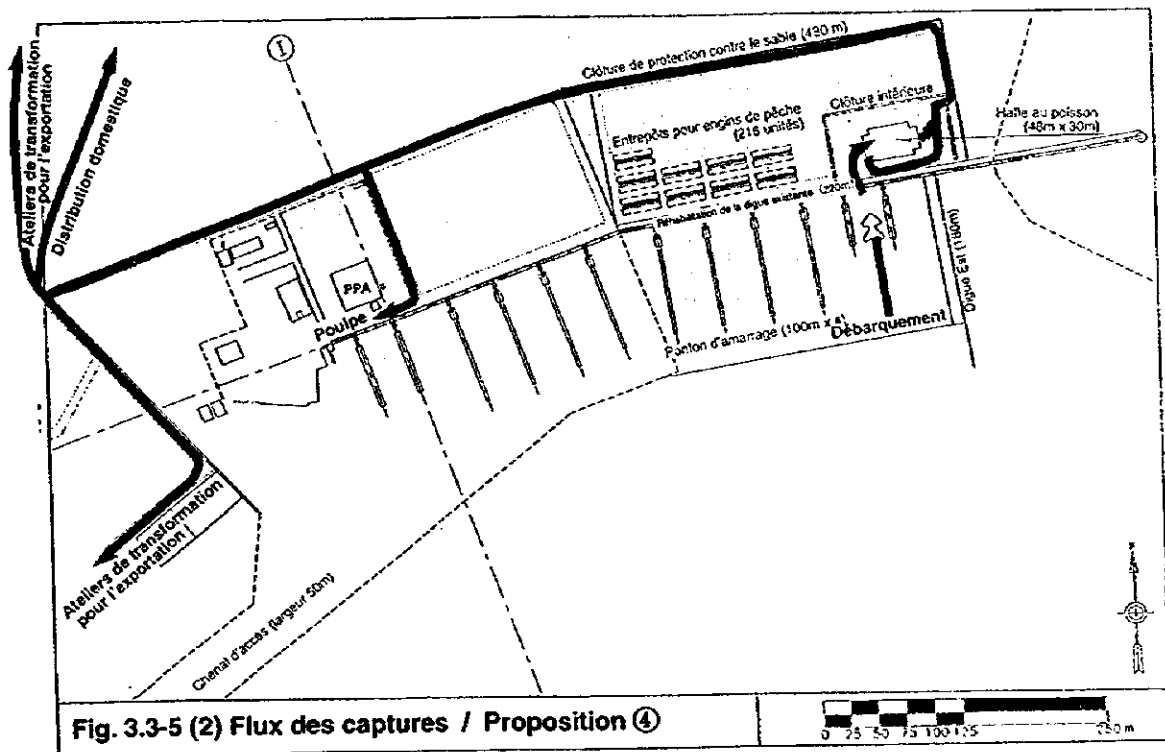 Ateliers de transformation
pour l'exportation
Distribution domestique
①
Clôture de protection contre le sable (430 m)
Clôture intérieure
Entrepôts pour engins de pêche
(216 unités)
Halle au poisson
(48m x 30m)
Réhabilitation de la digue existante (220m)
Digue Est (180m)
PPA
Poulpe
Ponton d'amarrage (100m x 4)
Débarquement
Ateliers de transformation
pour l'exportation
Chenal d'accès (largeur 50m)
Fig. 3.3-5 (2) Flux des captures / Proposition ④
0 25 50 75 100 125 250 m